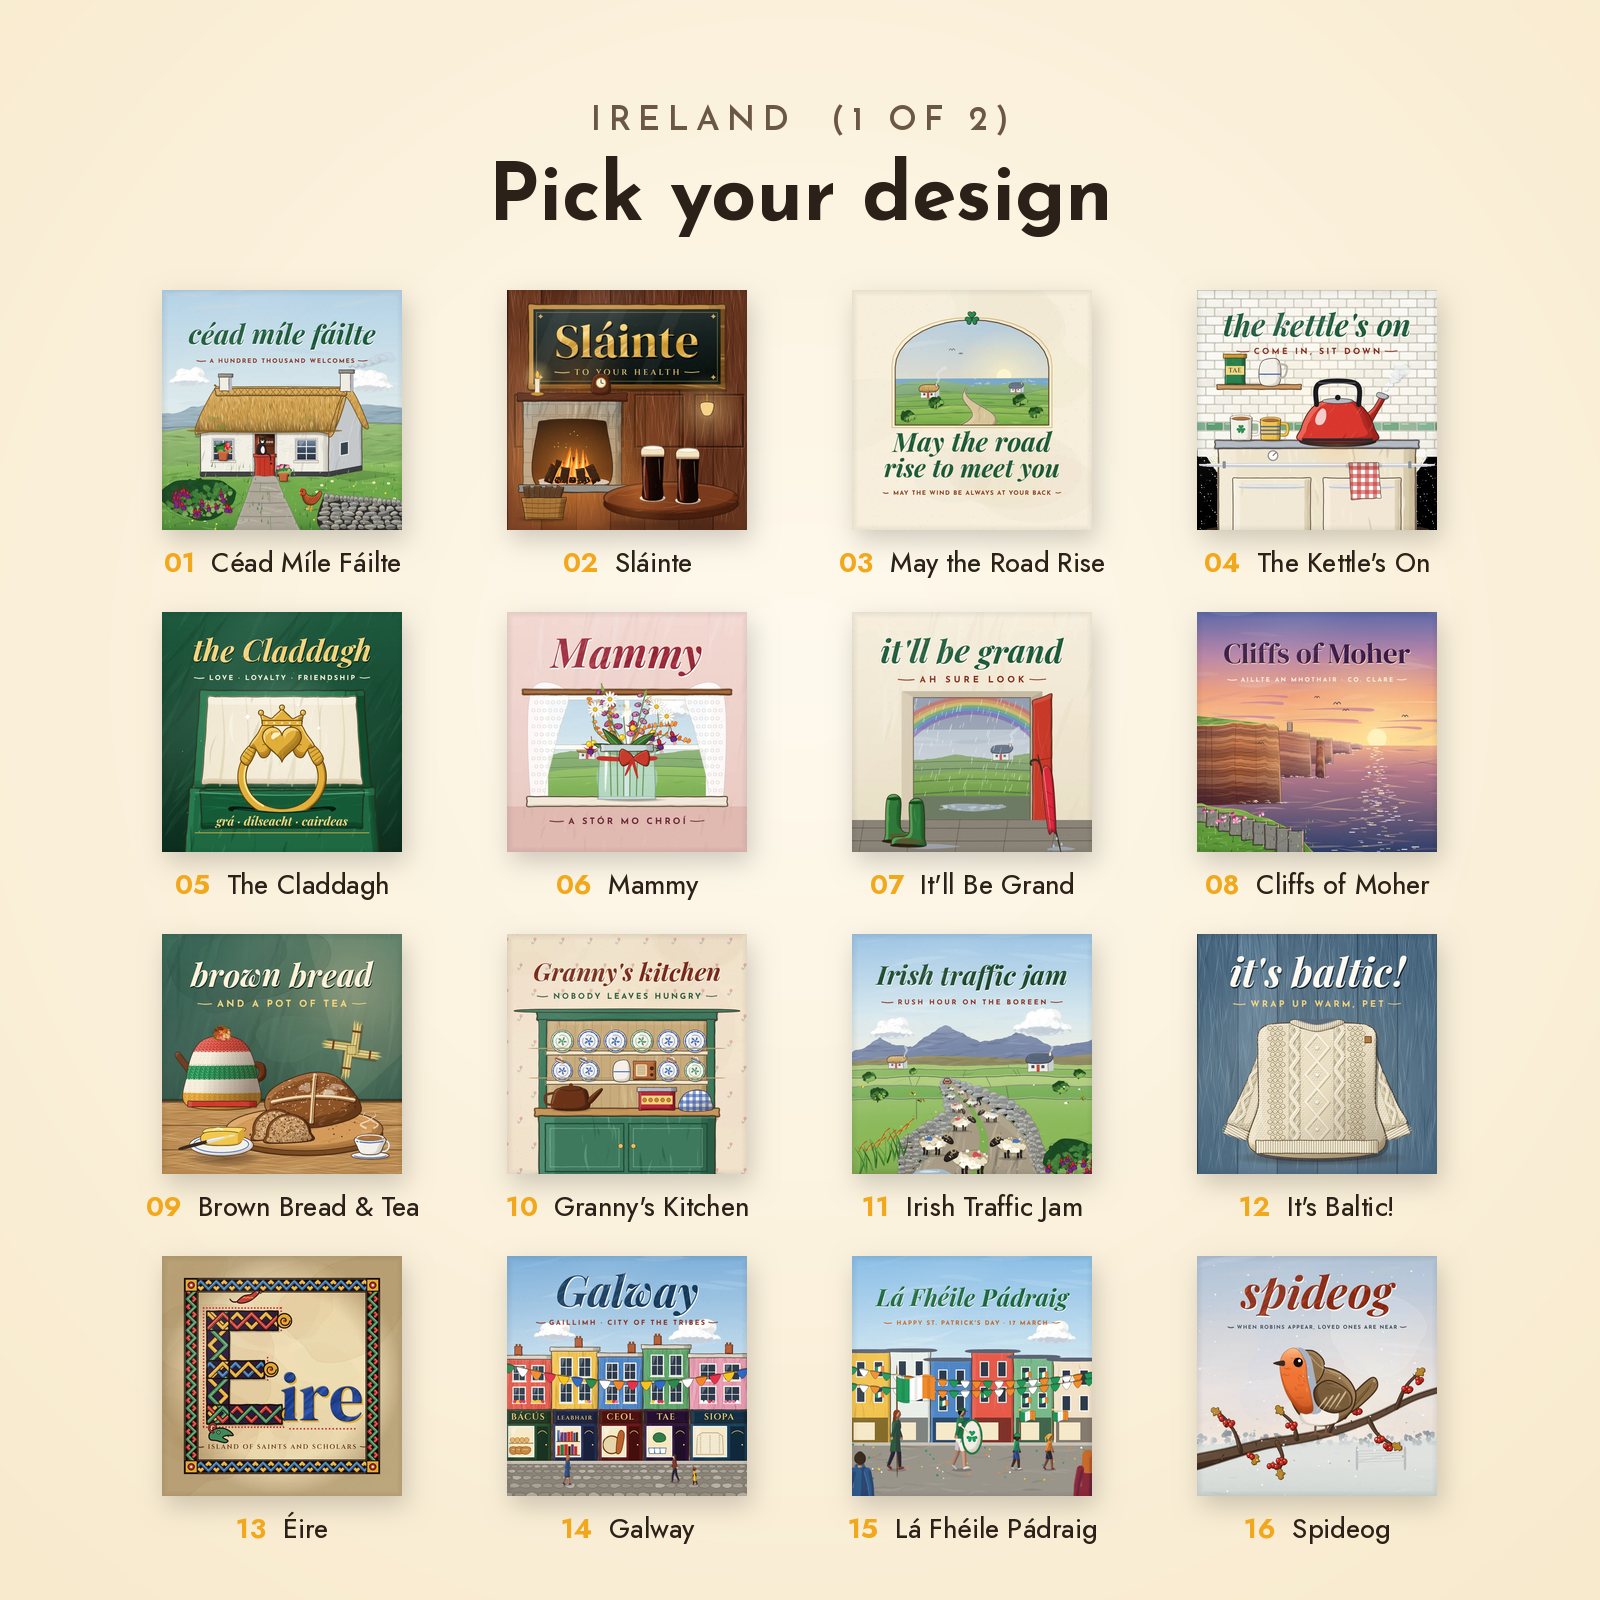 IRELAND (1 OF 2)
Pick your design
céad míle fáilte
A HUNDRED THOUSAND WELCOMES
01 Céad Míle Fáilte
Sláinte
TO YOUR HEALTH
02 Sláinte
May the road
rise to meet you
MAY THE WIND BE ALWAYS AT YOUR BACK
03 May the Road Rise
the kettle's on
COME IN, SIT DOWN
TAE
04 The Kettle's On
the Claddagh
LOVE · LOYALTY · FRIENDSHIP
grá · dílseacht · cairdeas
05 The Claddagh
Mammy
A STÓR MO CHROÍ
06 Mammy
it'll be grand
AH SURE LOOK
07 It'll Be Grand
Cliffs of Moher
AILLTE AN MHOTHAIR · CO. CLARE
08 Cliffs of Moher
brown bread
AND A POT OF TEA
09 Brown Bread & Tea
Granny's kitchen
NOBODY LEAVES HUNGRY
10 Granny's Kitchen
Irish traffic jam
RUSH HOUR ON THE BOREEN
11 Irish Traffic Jam
it's baltic!
WRAP UP WARM, PET
12 It's Baltic!
Éire
ISLAND OF SAINTS AND SCHOLARS
13 Éire
Galway
GAILLIMH · CITY OF THE TRIBES
BÁCÚS LEABHAIR CEOL TAE SIOPA
14 Galway
Lá Fhéile Pádraig
HAPPY ST. PATRICK'S DAY · 17 MARCH
15 Lá Fhéile Pádraig
spideog
WHEN ROBINS APPEAR, LOVED ONES ARE NEAR
16 Spideog